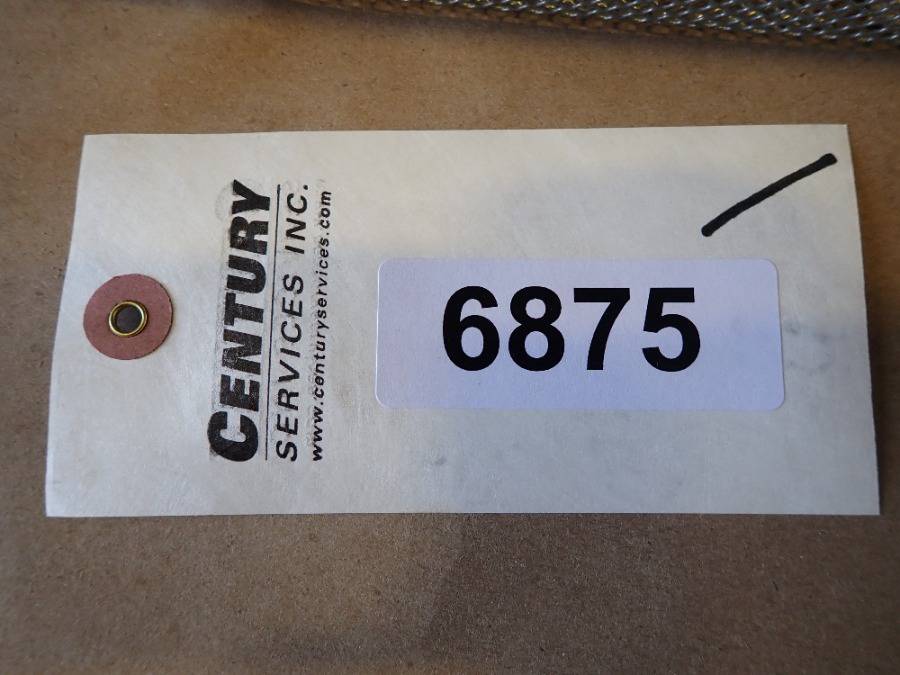 CENTURY
SERVICES INC.
www.centuryservices.com
6875